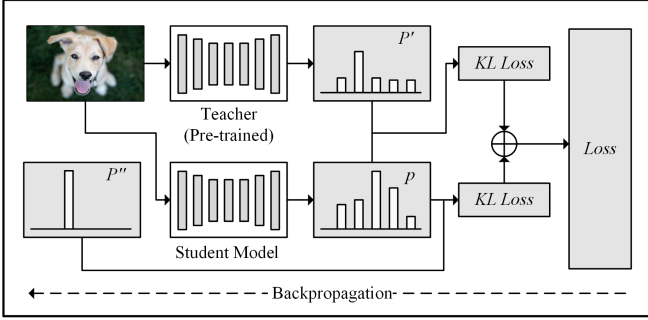 P'
KL Loss
Teacher
(Pre-trained)
Loss
P''
p
KL Loss
Student Model
Backpropagation